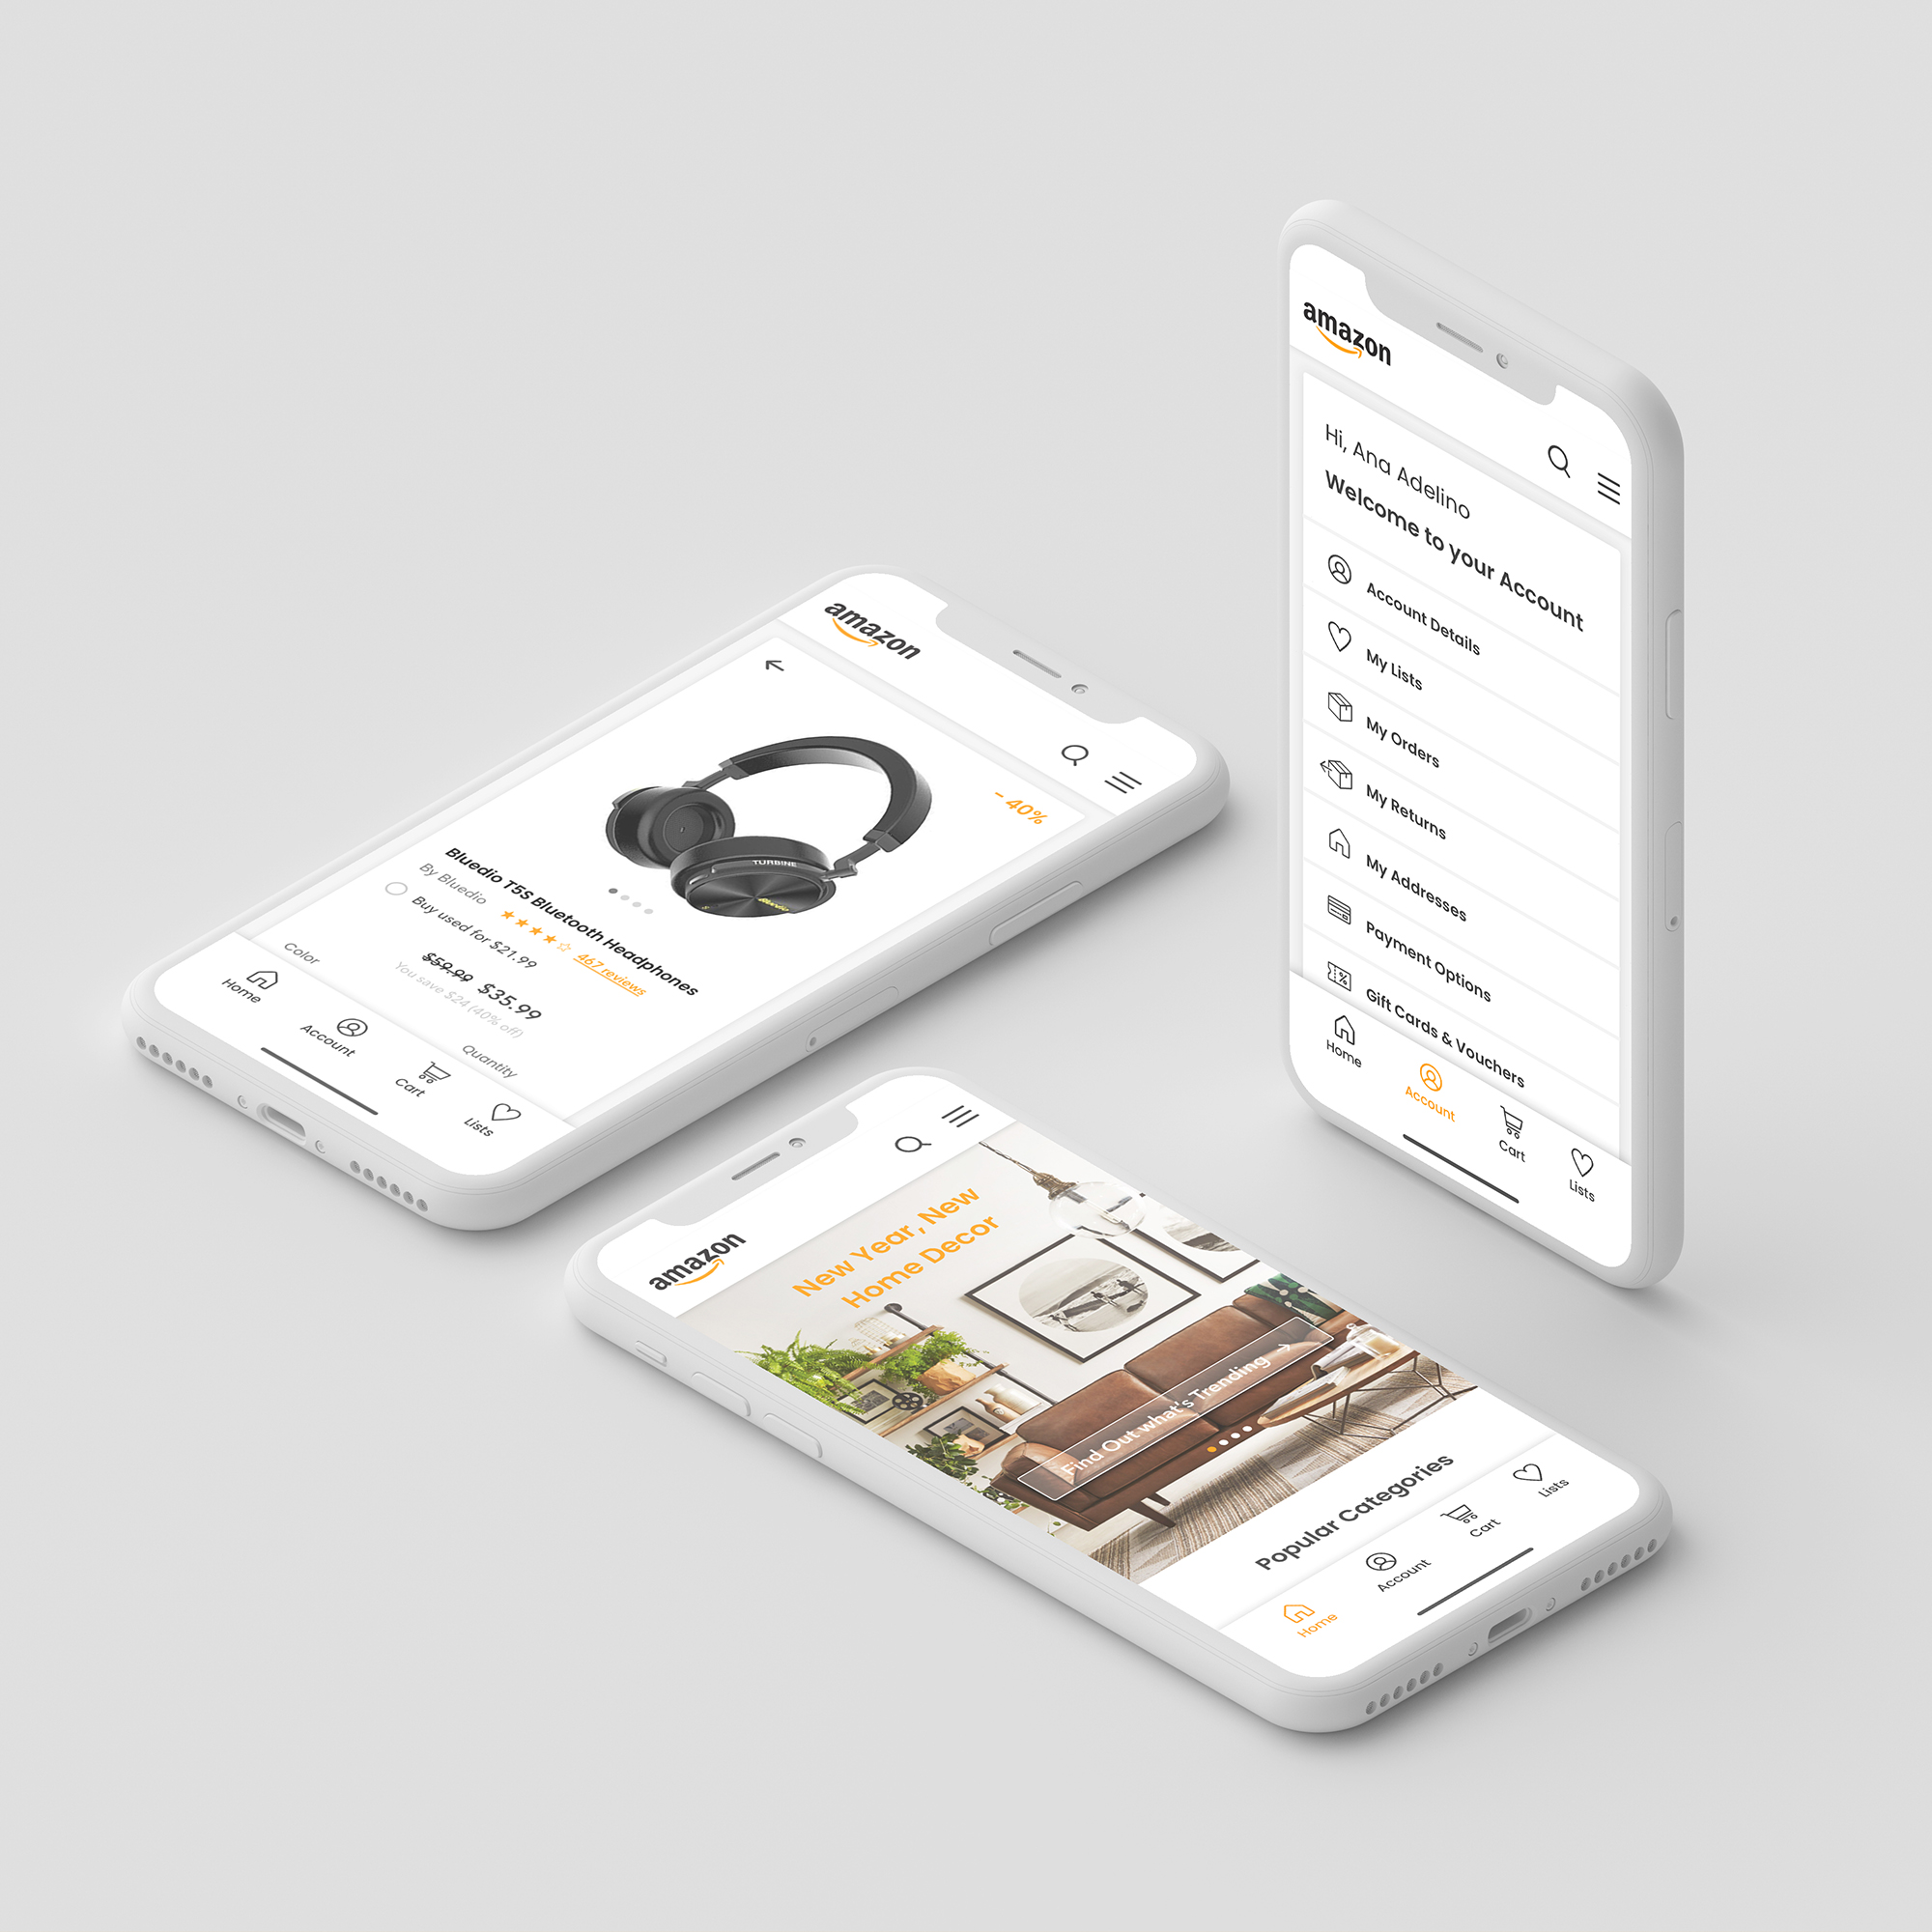 amazon
- 40%
TURBINE
Bluedio
Bluedio T5S Bluetooth Headphones
By Bluedio
467 reviews
Buy used for $21.99
$59.99 $35.99
You save $24 (40% off)
Color
Quantity
Home
Account
Cart
Lists
amazon
Hi, Ana Adelino
Welcome to your Account
Account Details
My Lists
My Orders
My Returns
My Addresses
Payment Options
Gift Cards & Vouchers
Home
Account
Cart
Lists
amazon
New Year, New
Home Decor
Find Out what's Trending
Popular Categories
Home
Account
Cart
Lists